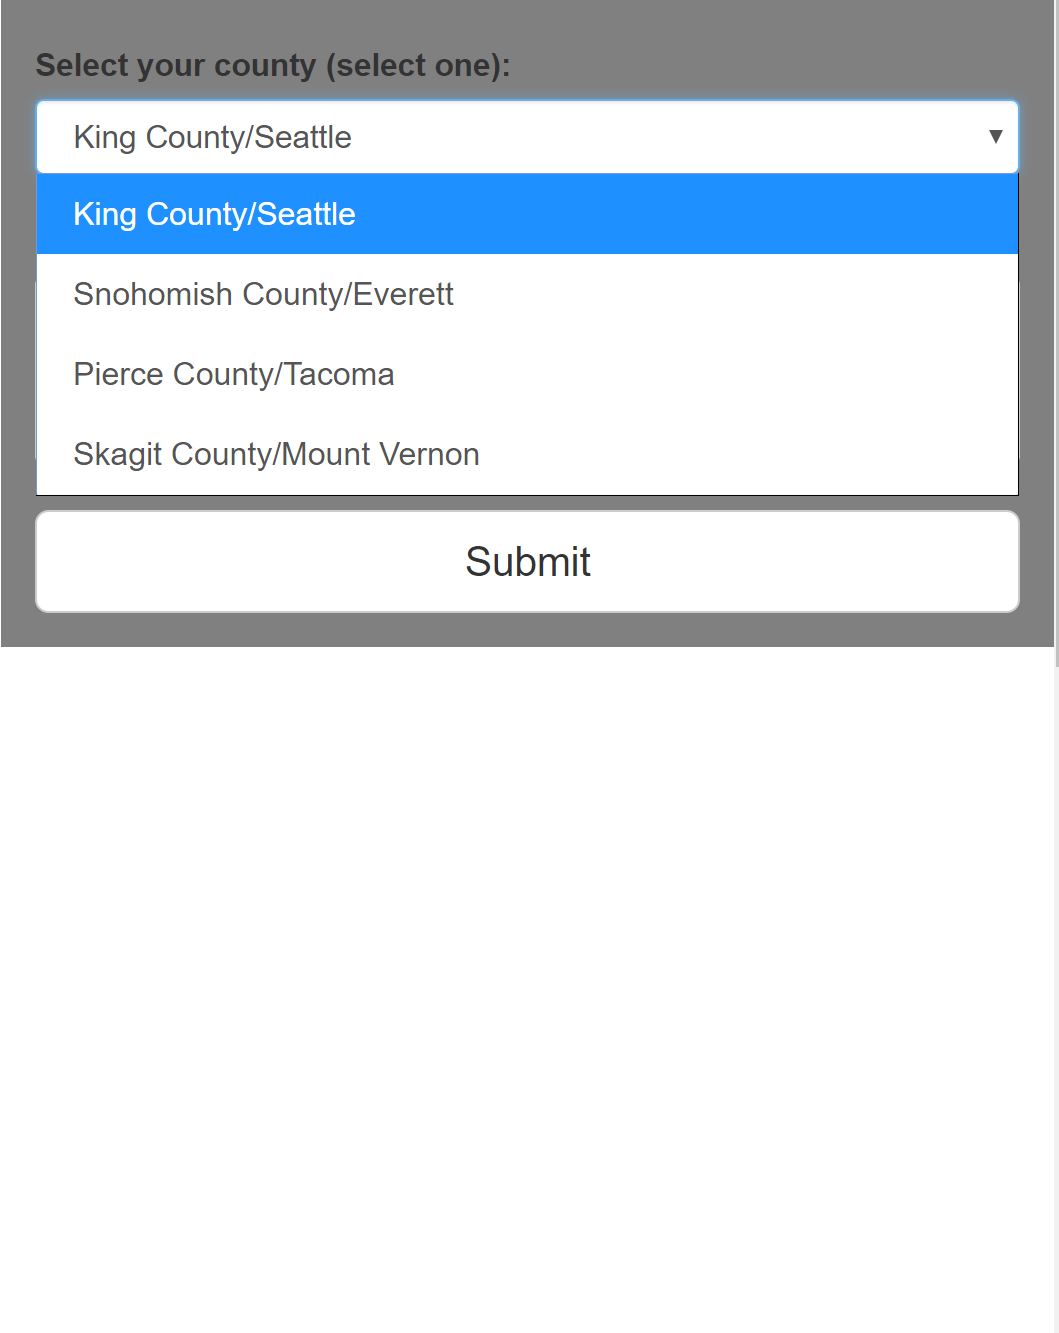 Select your county (select one):
King County/Seattle
King County/Seattle
Snohomish County/Everett
Pierce County/Tacoma
Skagit County/Mount Vernon
Submit